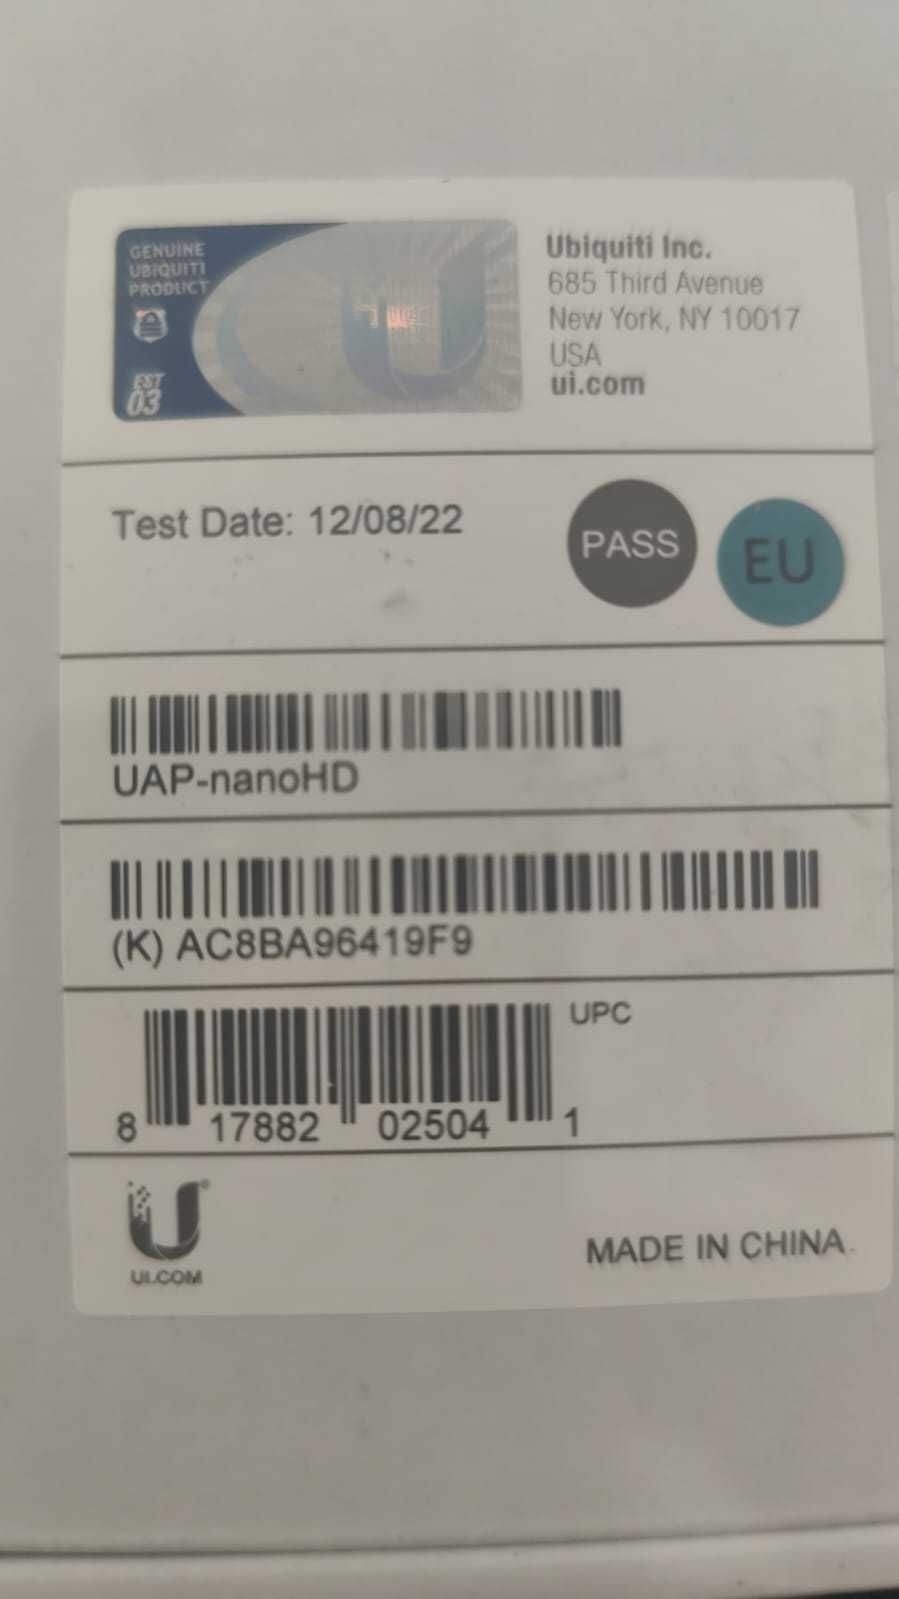 GENUINE
UBIQUITI
PRODUCT
EST
03
Ubiquiti Inc.
685 Third Avenue
New York, NY 10017
USA
ui.com
Test Date: 12/08/22
PASS
EU
UAP-nanoHD
(K) AC8BA96419F9
UPC
8 17882 02504 1
U®
UI.COM
MADE IN CHINA